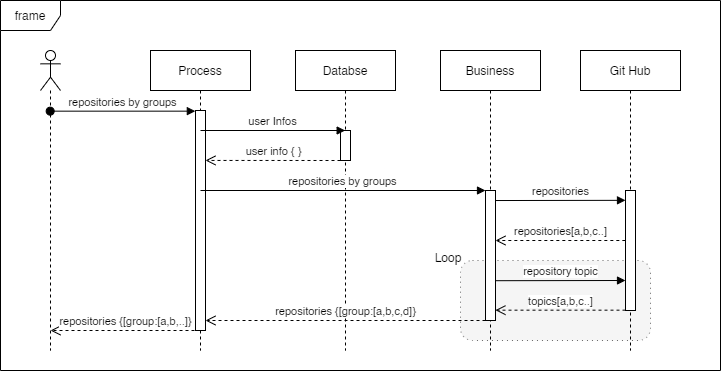 frame
Process
Databse
Business
Git Hub
repositories by groups
user Infos
user info { }
repositories by groups
repositories
repositories[a,b,c..]
Loop
repository topic
topics[a,b,c..]
repositories {[group:[a,b,c,d]}
repositories {[group:[a,b,..]}